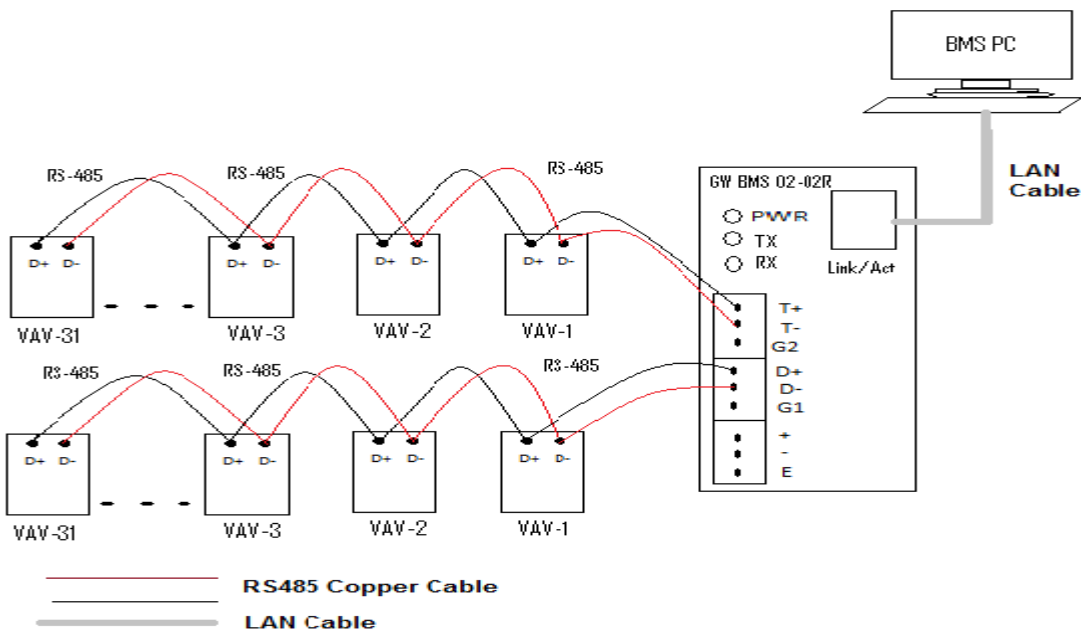 BMS PC
LAN
Cable
RS-485
RS-485
RS-485
GW BMS 02-02R
PWR
TX
RX
Link/Act
D+ D-
D+ D-
D+ D-
D+ D-
VAV-31
VAV-3
VAV-2
VAV-1
T+
T-
G2
D+
D-
G1
+
-
E
RS-485
RS-485
RS-485
D+ D-
D+ D-
D+ D-
D+ D-
VAV-31
VAV-3
VAV-2
VAV-1
RS485 Copper Cable
LAN Cable